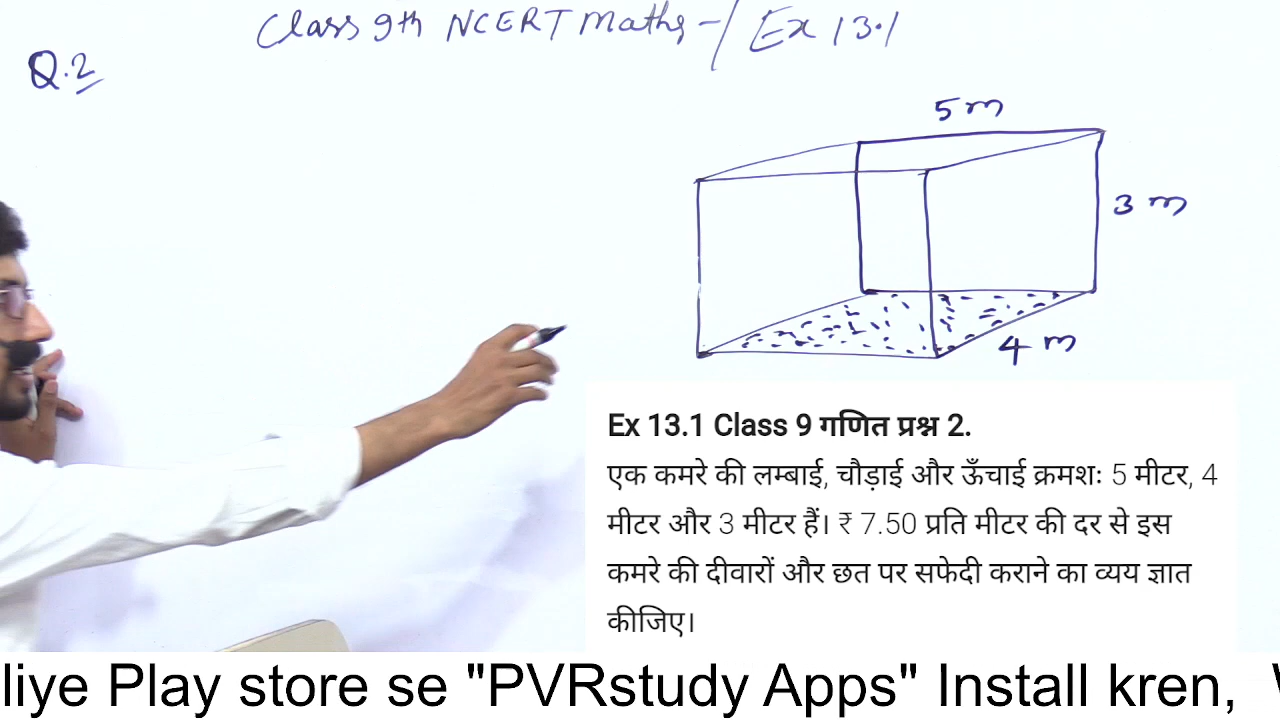 Class 9th NCERT Maths - / Ex 13.1
Q.2
5 m
3 m
4 m
Ex 13.1 Class 9 गणित प्रश्न 2.
एक कमरे की लम्बाई, चौड़ाई और ऊँचाई क्रमशः 5 मीटर, 4
मीटर और 3 मीटर हैं। ₹ 7.50 प्रति मीटर की दर से इस
कमरे की दीवारों और छत पर सफेदी कराने का व्यय ज्ञात
कीजिए।
liye Play store se "PVRstudy Apps" Install kren,